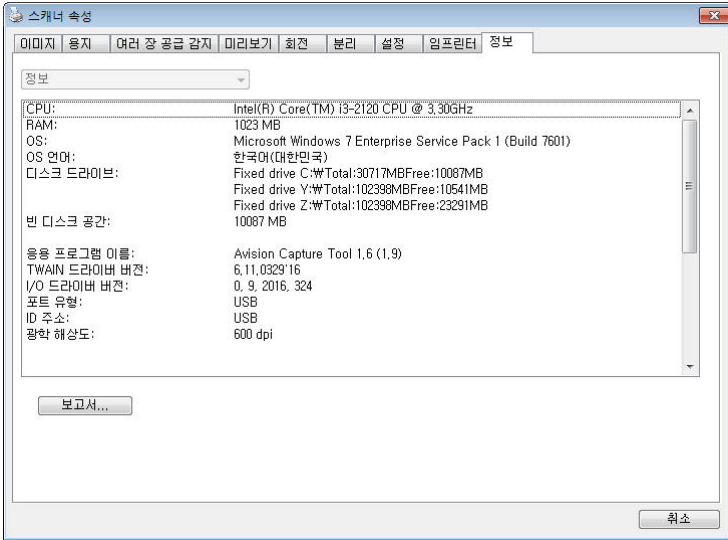 스캐너 속성
이미지 용지 여러 장 공급 감지 미리보기 회전 분리 설정 임프린터 정보
정보
CPU: Intel(R) Core(TM) i3-2120 CPU @ 3.30GHz
RAM: 1023 MB
OS: Microsoft Windows 7 Enterprise Service Pack 1 (Build 7601)
OS 언어: 한국어(대한민국)
디스크 드라이브: Fixed drive C:₩Total:30717MBFree:10087MB
Fixed drive Y:₩Total:102398MBFree:10541MB
Fixed drive Z:₩Total:102398MBFree:23291MB
빈 디스크 공간: 10087 MB
응용 프로그램 이름: Avision Capture Tool 1.6 (1.9)
TWAIN 드라이버 버전: 6.11.0329'16
I/O 드라이버 버전: 0, 9, 2016, 324
포트 유형: USB
ID 주소: USB
광학 해상도: 600 dpi
보고서...
취소